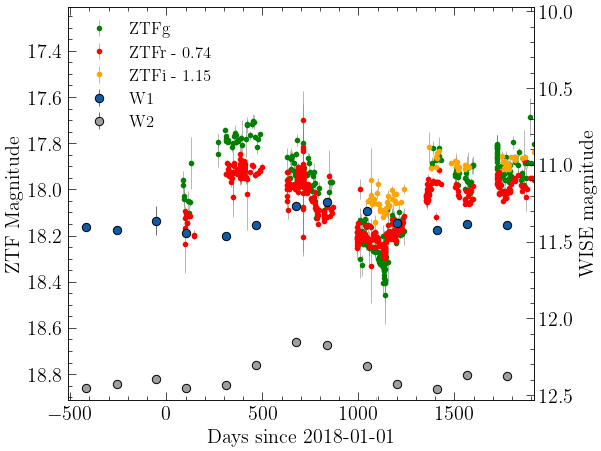 ZTFg
ZTFr - 0.74
ZTFi - 1.15
W1
W2
17.4
17.6
17.8
18.0
18.2
18.4
18.6
18.8
ZTF Magnitude
10.0
10.5
11.0
11.5
12.0
12.5
WISE magnitude
−500 0 500 1000 1500
Days since 2018-01-01